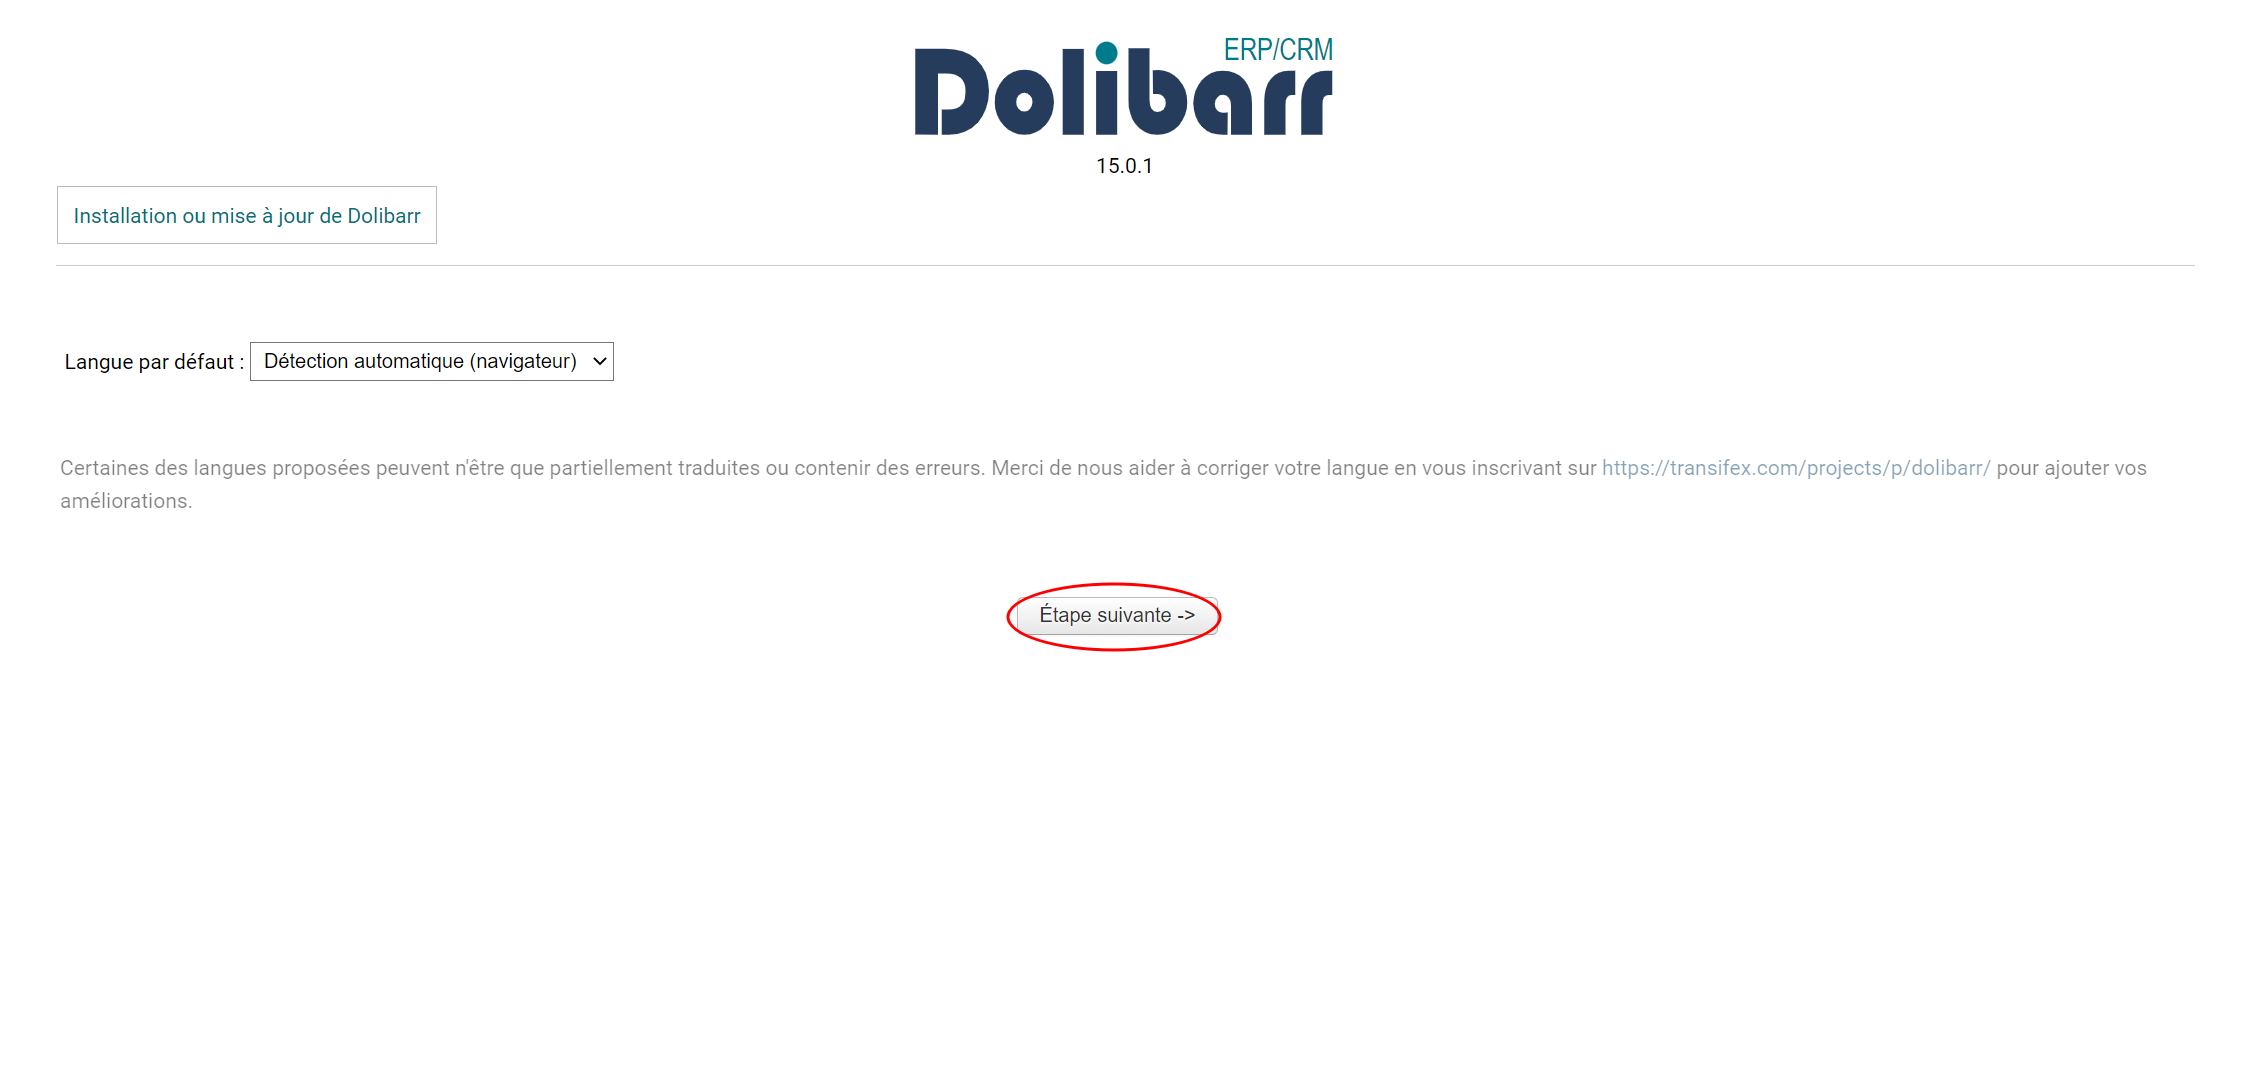 ERP/CRM
Dolibarr
15.0.1
Installation ou mise à jour de Dolibarr
Langue par défaut : Détection automatique (navigateur)
Certaines des langues proposées peuvent n'être que partiellement traduites ou contenir des erreurs. Merci de nous aider à corriger votre langue en vous inscrivant sur https://transifex.com/projects/p/dolibarr/ pour ajouter vos
améliorations.
Étape suivante ->